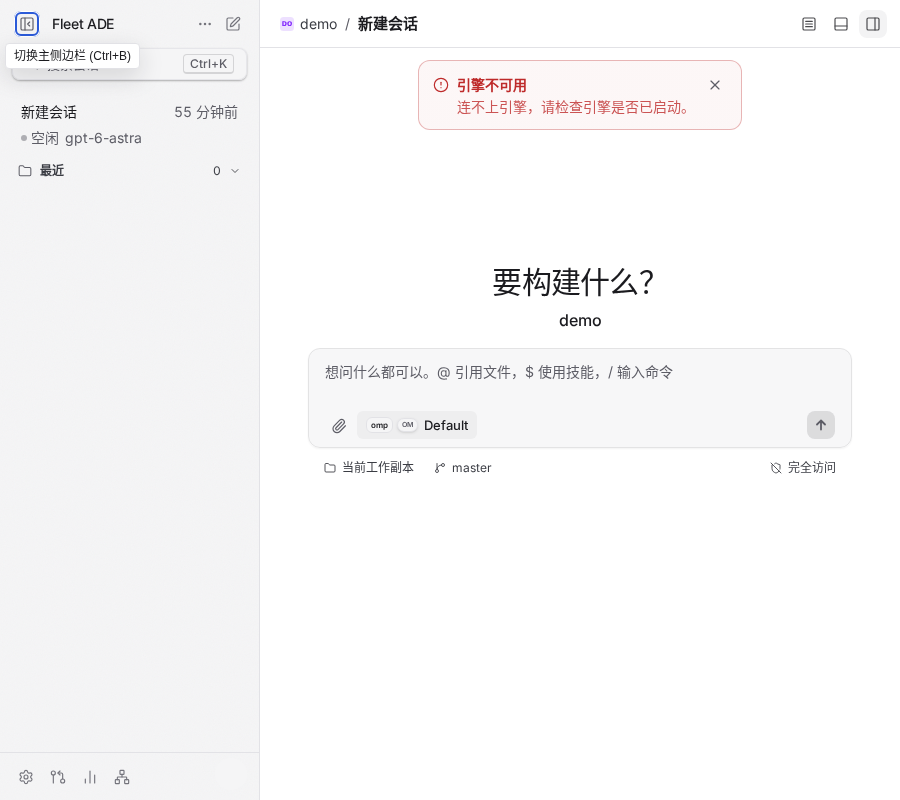 Fleet ADE
切换主侧边栏 (Ctrl+B)
Ctrl+K
新建会话 55 分钟前
空闲 gpt-6-astra
最近 0
DO demo / 新建会话
引擎不可用
连不上引擎，请检查引擎是否已启动。
要构建什么？
demo
想问什么都可以。@ 引用文件，$ 使用技能，/ 输入命令
omp OM Default
当前工作副本 master 完全访问